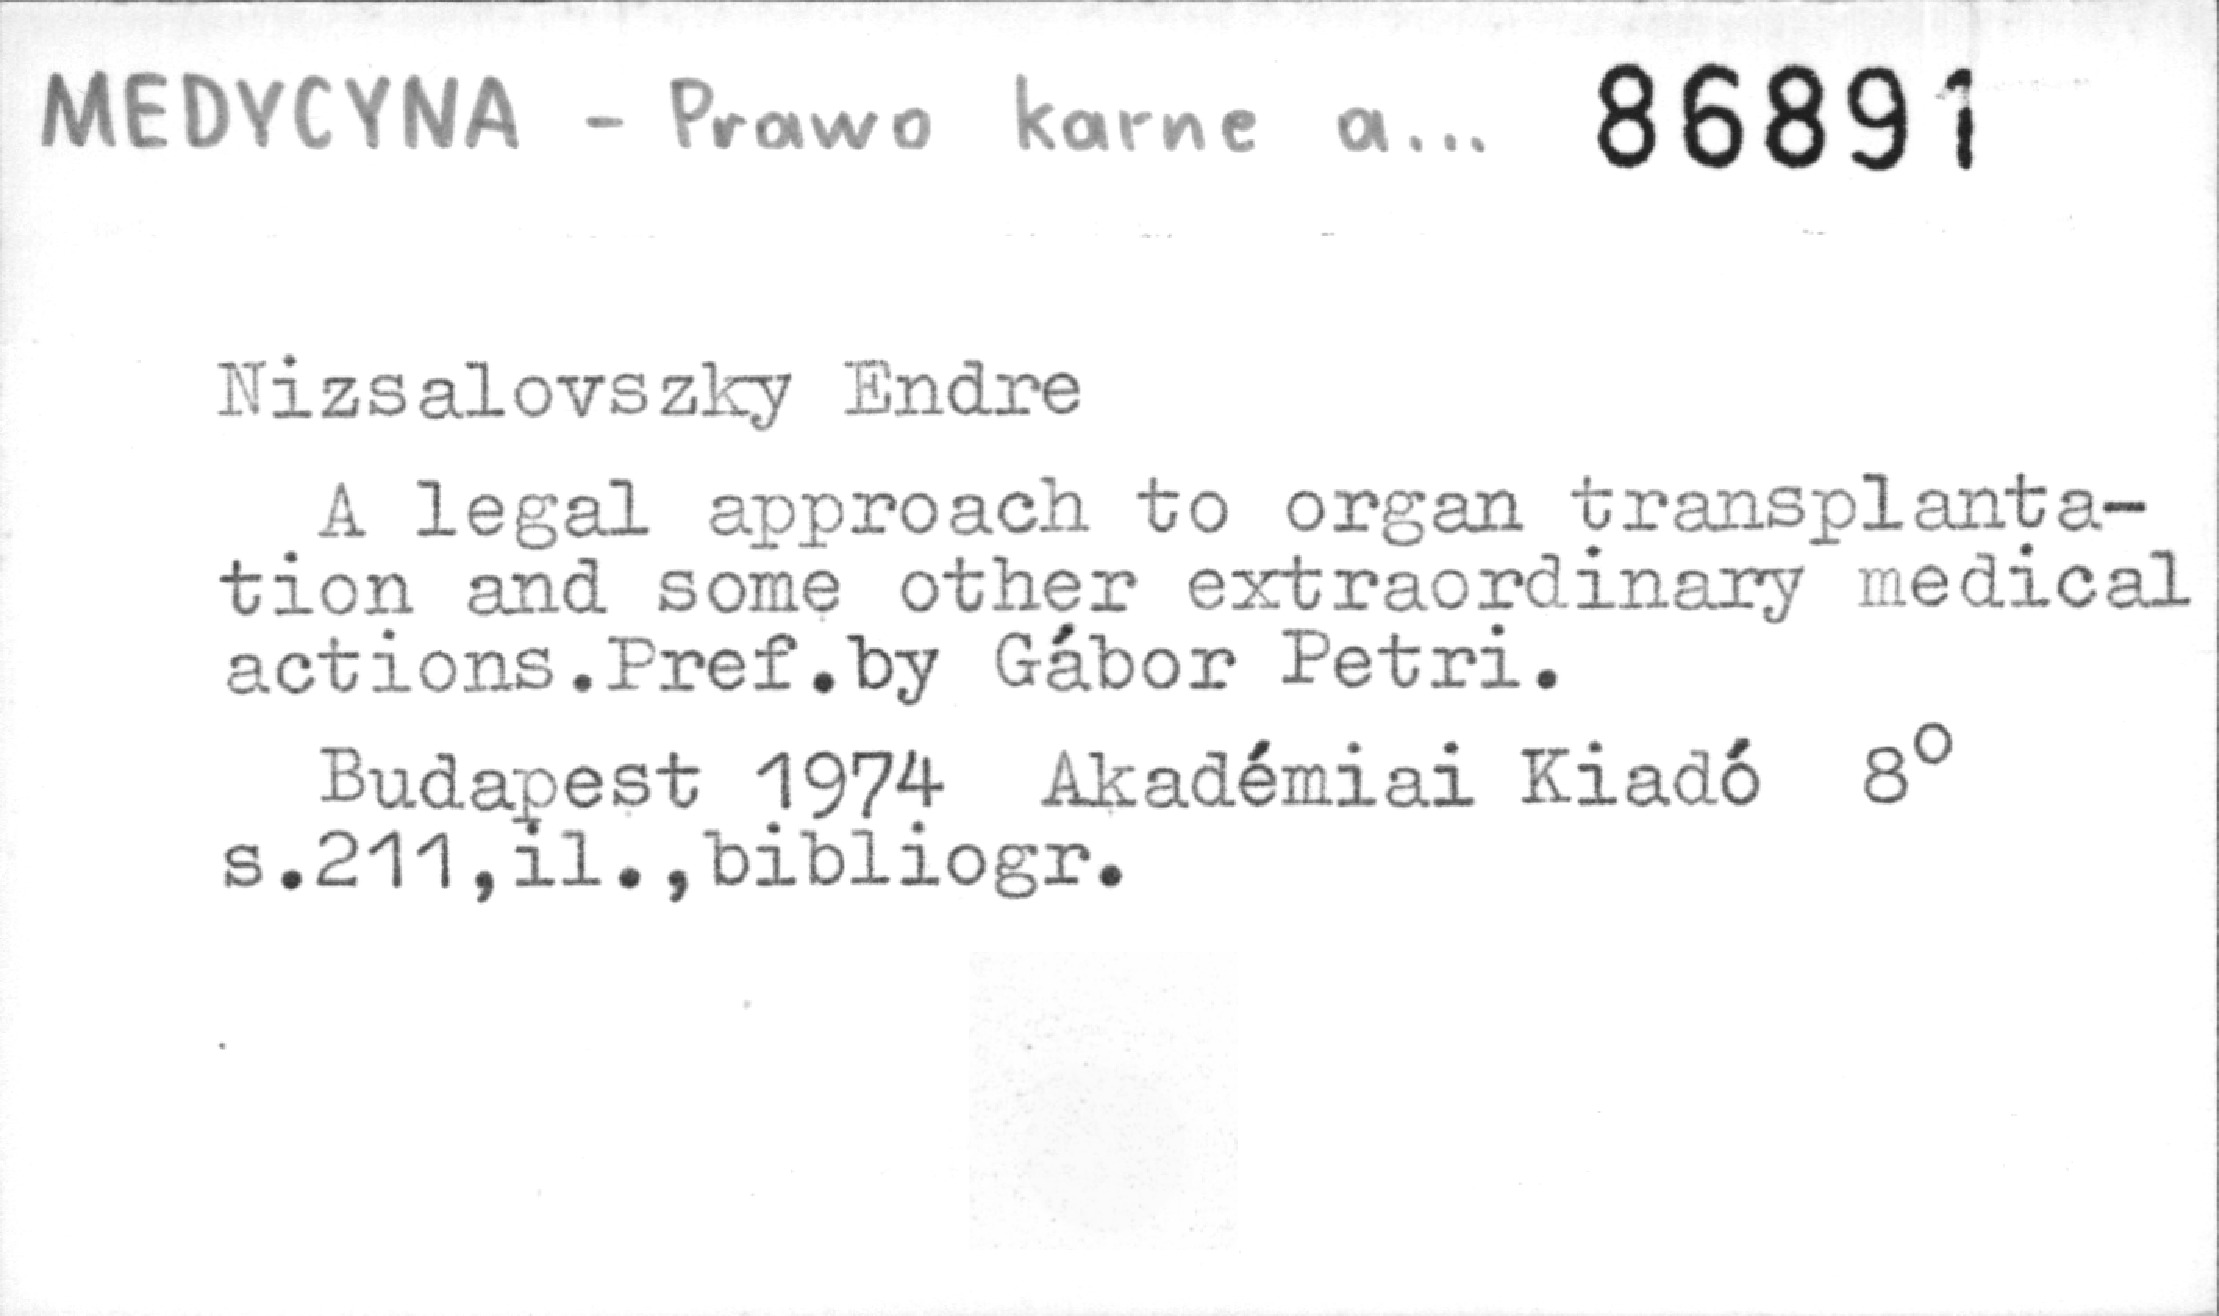 MEDYCYNA - Prawo karne a... 86891
Nizsalovszky Endre
A legal approach to organ transplanta-
tion and some other extraordinary medical
actions.Pref.by Gábor Petri.
Budapest 1974 Akadémiai Kiadó 8°
s.211,il.,bibliogr.